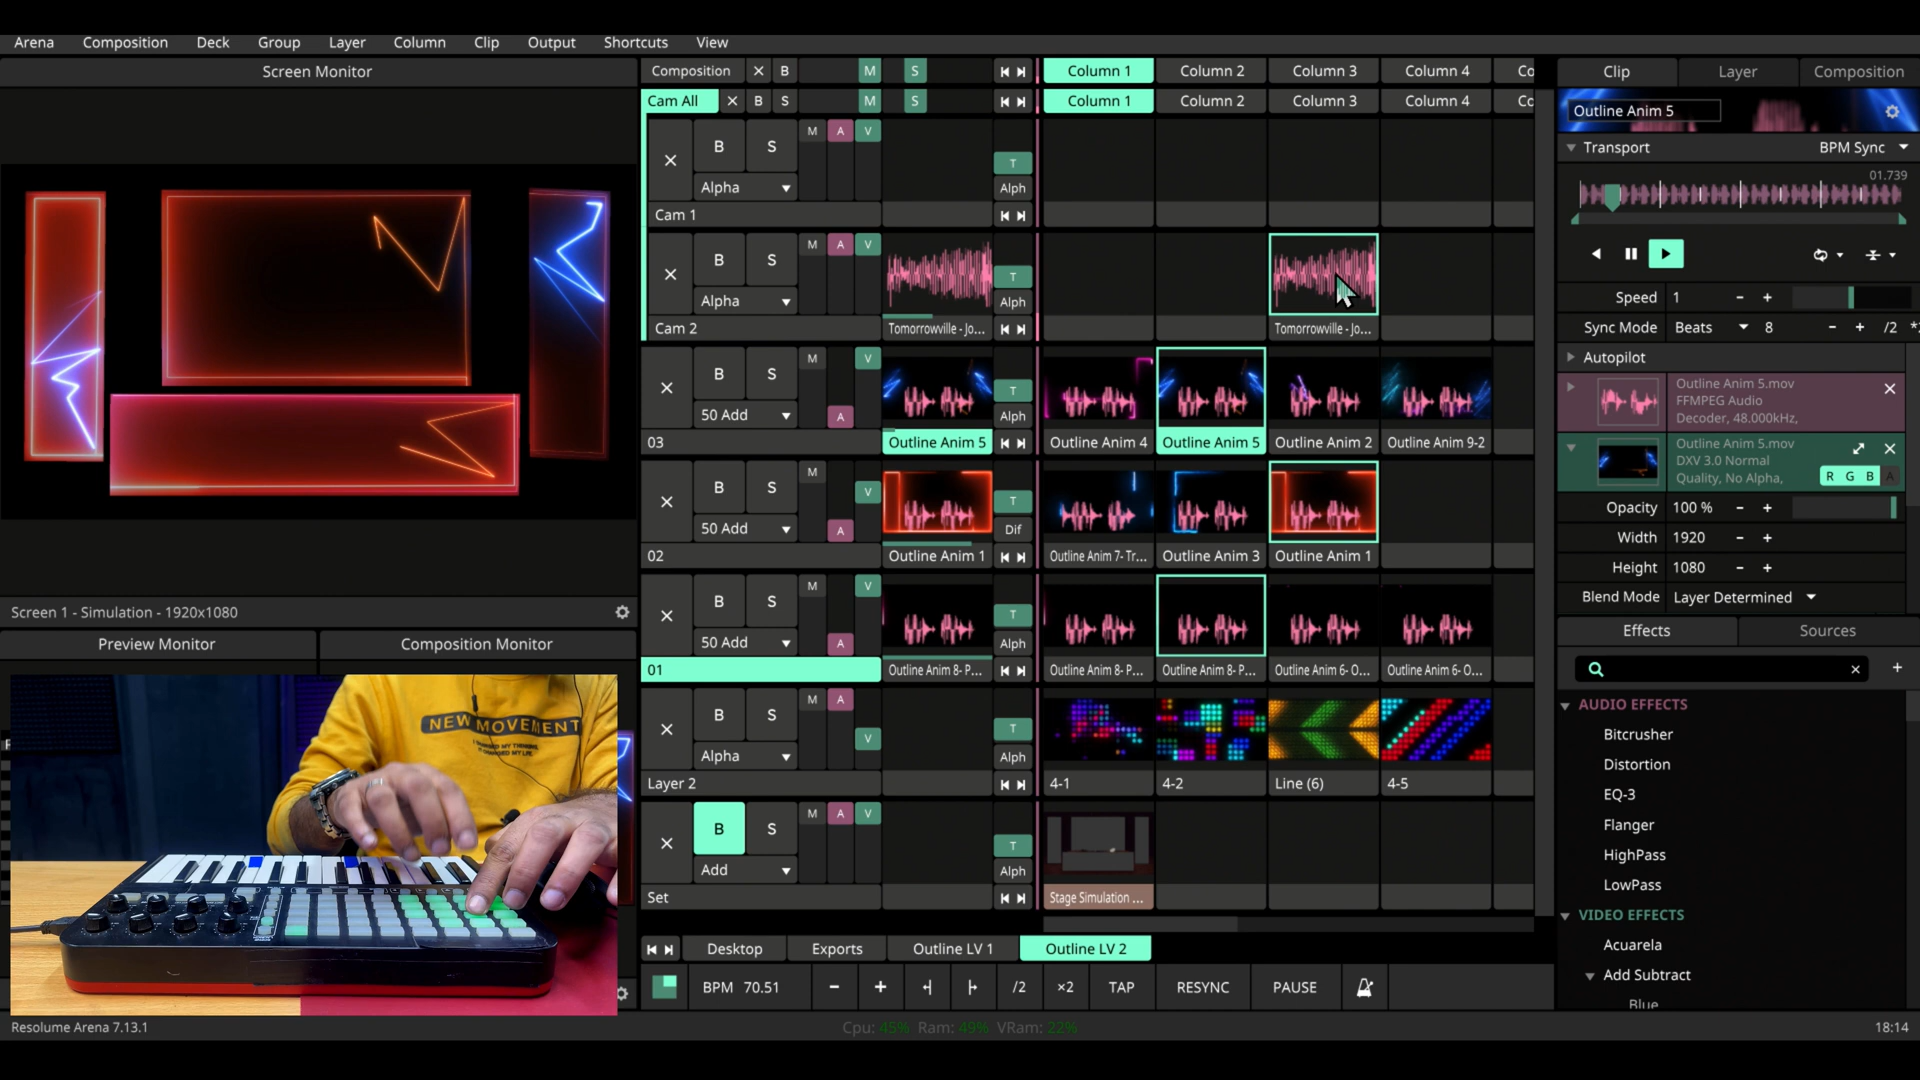 Arena Composition Deck Group Layer Column Clip Output Shortcuts View
Screen Monitor
Screen 1 - Simulation - 1920x1080
Preview Monitor Composition Monitor
NEW MOVEMENT
Composition X B M S Column 1 Column 2 Column 3 Column 4 Co
Cam All X B S M S Column 1 Column 2 Column 3 Column 4 Co
B S M A V T
Alpha Alph
Cam 1
B S M A V T
Alpha Alph
Cam 2 Tomorrowville - Jo... Tomorrowville - Jo...
B S M V T
50 Add A Alph
03 Outline Anim 5 Outline Anim 4 Outline Anim 5 Outline Anim 2 Outline Anim 9-2
B S M V T
50 Add A Dif
02 Outline Anim 1 Outline Anim 7- Tr... Outline Anim 3 Outline Anim 1
B S M V T
50 Add A Alph
01 Outline Anim 8- P... Outline Anim 8- P... Outline Anim 8- P... Outline Anim 6- O... Outline Anim 6- O...
B S M A V T
Alpha Alph
Layer 2 4-1 4-2 Line (6) 4-5
B S M A V T
Add Alph
Set Stage Simulation ...
Desktop Exports Outline LV 1 Outline LV 2
BPM 70.51 - + /2 ×2 TAP RESYNC PAUSE
Clip Layer Composition
Outline Anim 5
Transport BPM Sync
01.739
Speed 1 - +
Sync Mode Beats 8 - + /2
Autopilot
Outline Anim 5.mov
FFMPEG Audio
Decoder, 48.000kHz,
Outline Anim 5.mov
DXV 3.0 Normal
Quality, No Alpha, R G B A
Opacity 100 % - +
Width 1920 - +
Height 1080 - +
Blend Mode Layer Determined
Effects Sources
AUDIO EFFECTS
Bitcrusher
Distortion
EQ-3
Flanger
HighPass
LowPass
VIDEO EFFECTS
Acuarela
Add Subtract
Blue
Resolume Arena 7.13.1 Cpu: 45% Ram: 49% VRam: 22% 18:14